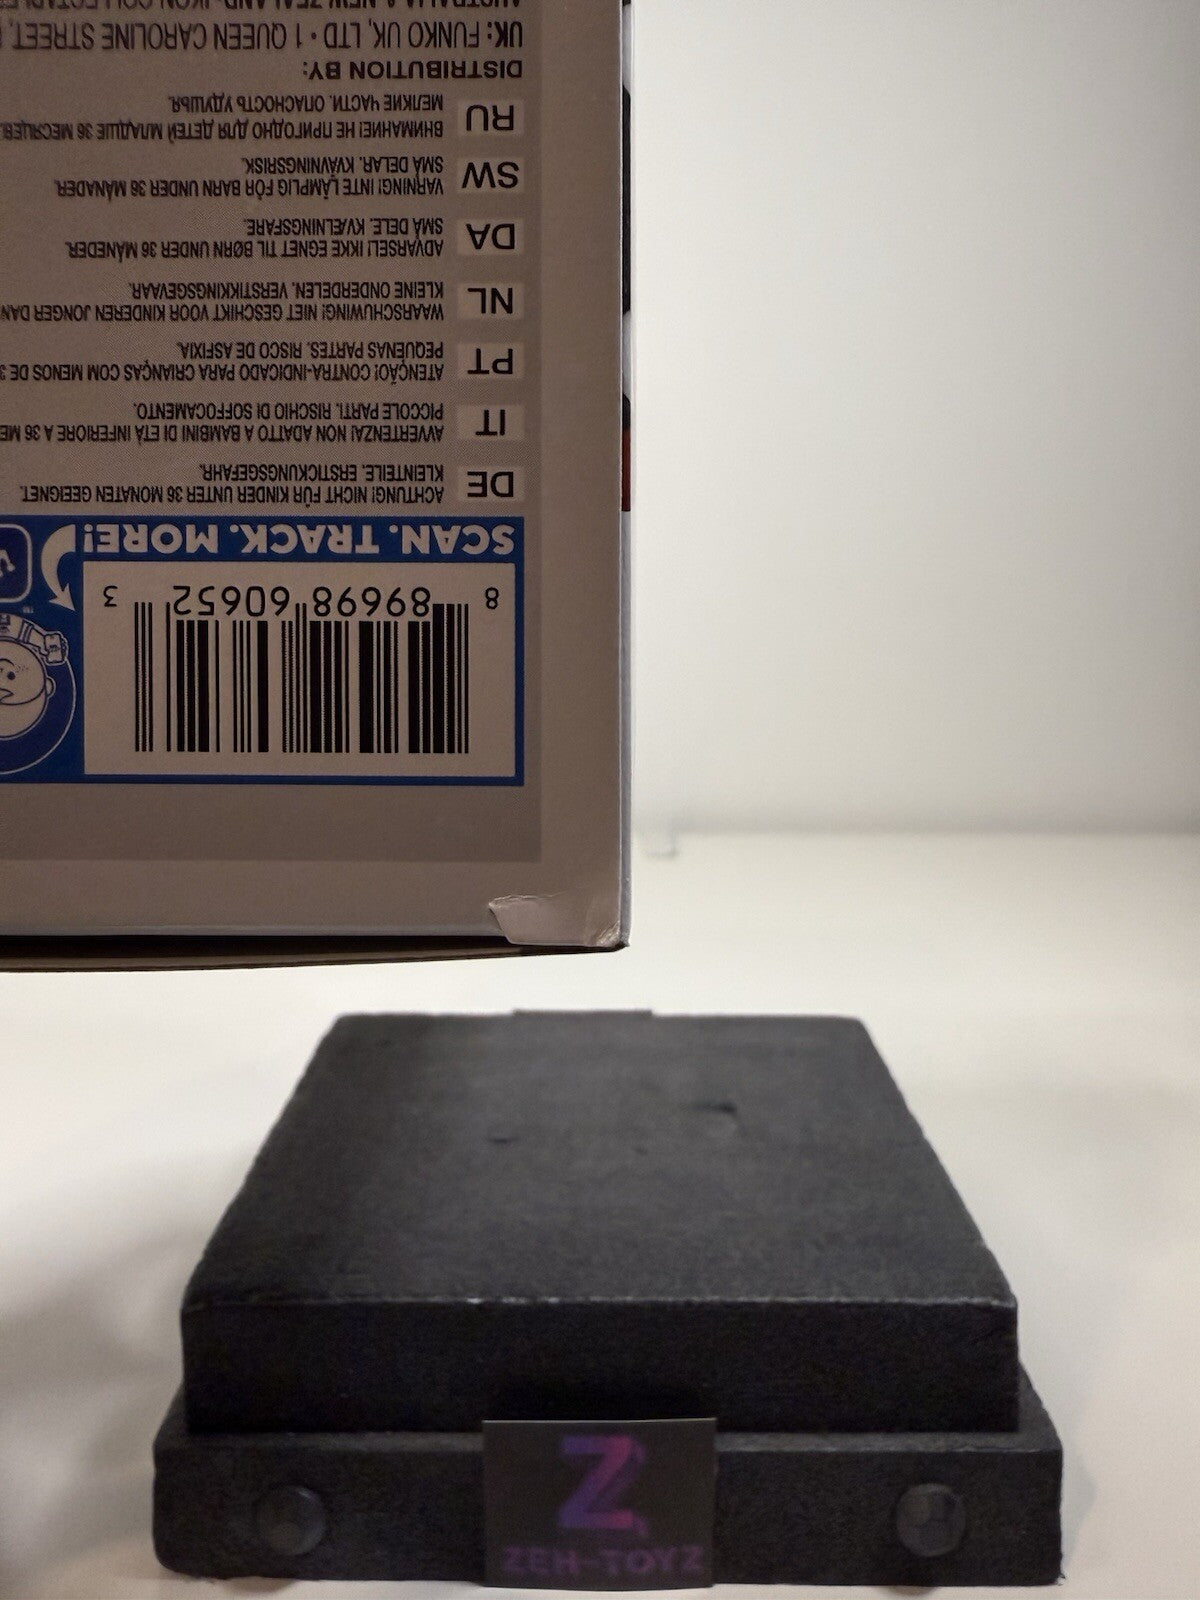 8 89698 60652 3
SCAN. TRACK. MORE!
DE ACHTUNG! NICHT FÜR KINDER UNTER 36 MONATEN GEEIGNET.
KLEINTEILE. ERSTICKUNGSGEFAHR.
IT AVVERTENZA! NON ADATTO A BAMBINI DI ETÀ INFERIORE A 36
PICCOLE PARTI. RISCHIO DI SOFFOCAMENTO.
PT ATENÇÃO! CONTRA-INDICADO PARA CRIANÇAS COM MENOS DE
PEQUENAS PARTES. RISCO DE ASFIXIA.
NL WAARSCHUWING! NIET GESCHIKT VOOR KINDEREN JONGER DAN
KLEINE ONDERDELEN. VERSTIKKINGSGEVAAR.
DA ADVARSEL! IKKE EGNET TIL BØRN UNDER 36 MÅNEDER.
SMÅ DELE. KVÆLNINGSFARE.
SW VARNING! INTE LÄMPLIG FÖR BARN UNDER 36 MÅNADER.
SMÅ DELAR. KVÄVNINGSRISK.
RU ВНИМАНИЕ! НЕ ПРИГОДНО ДЛЯ ДЕТЕЙ МЛАДШЕ 36 МЕСЯЦЕВ.
МЕЛКИЕ ЧАСТИ. ОПАСНОСТЬ УДУШЬЯ.
DISTRIBUTION BY:
UK: FUNKO UK, LTD • 1 QUEEN CAROLINE STREET,
AUSTRALIA & NEW ZEALAND: IKON
Z
ZEH-TOYZ